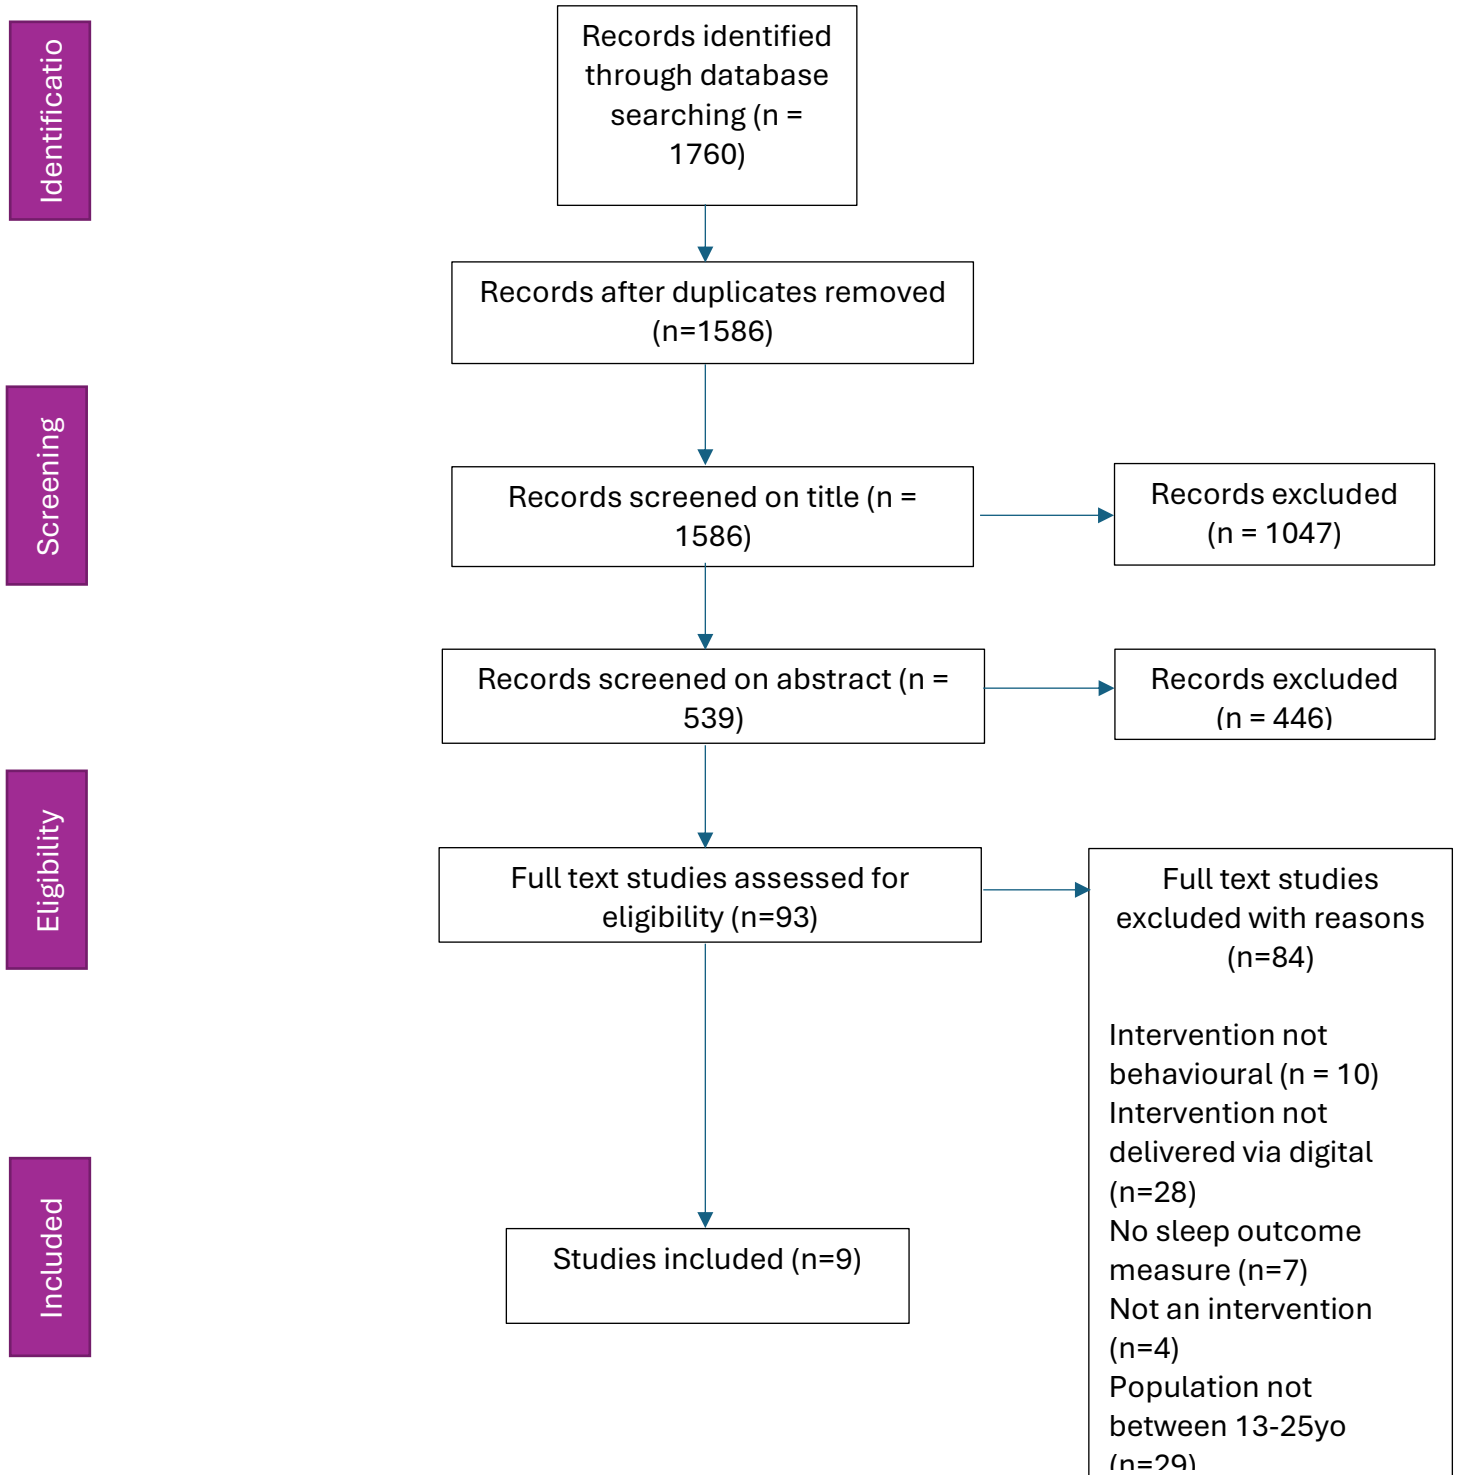 Identificatio
Records identified
through database
searching (n =
1760)
Records after duplicates removed
(n=1586)
Screening
Records screened on title (n =
1586)
Records excluded
(n = 1047)
Records screened on abstract (n =
539)
Records excluded
(n = 446)
Eligibility
Full text studies assessed for
eligibility (n=93)
Full text studies
excluded with reasons
(n=84)
Intervention not
behavioural (n = 10)
Intervention not
delivered via digital
(n=28)
No sleep outcome
measure (n=7)
Not an intervention
(n=4)
Population not
between 13-25yo
(n=29)
Included
Studies included (n=9)